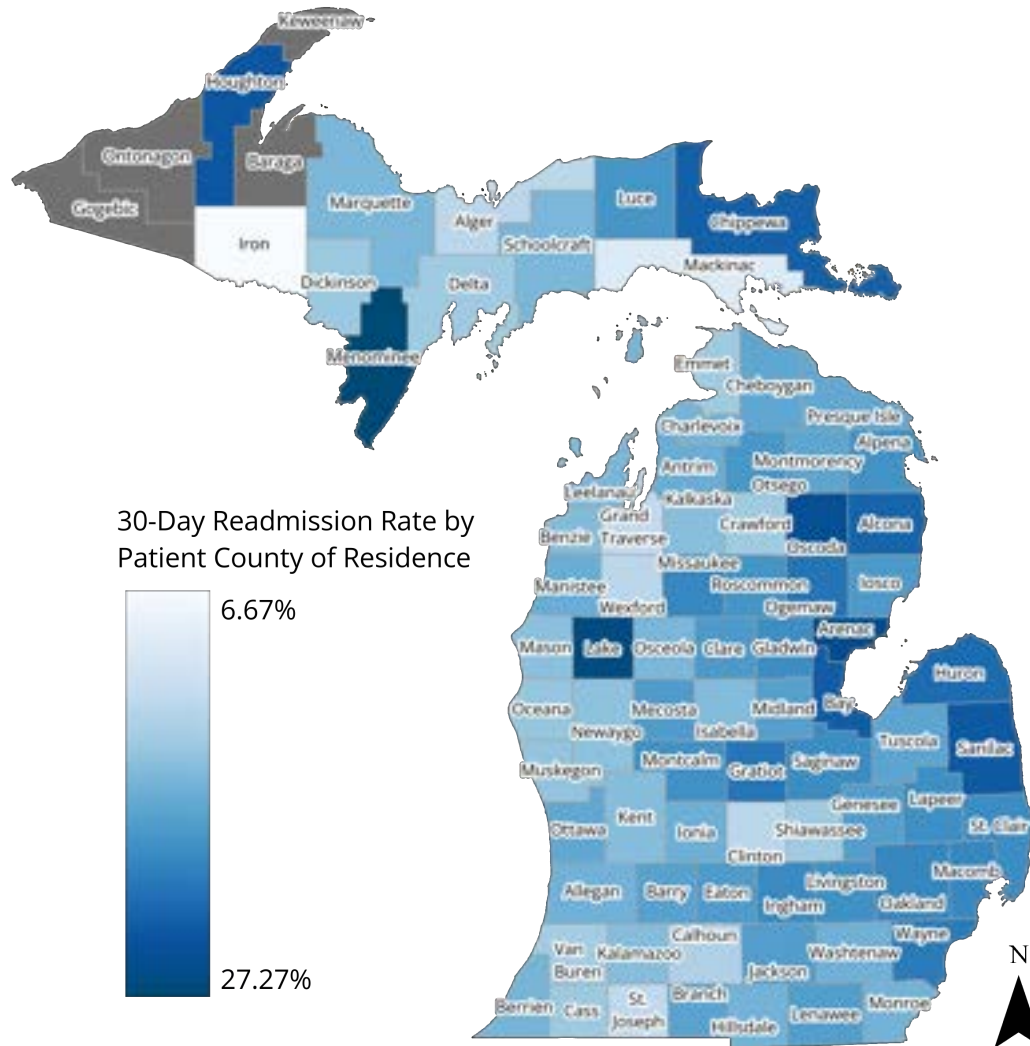 Keweenaw
Houghton
Ontonagon
Baraga
Gogebic
Marquette
Luce
Alger
Chippewa
Iron
Schoolcraft
Mackinac
Dickinson
Delta
Menominee
Emmet
Cheboygan
Presque Isle
Charlevoix
Alpena
Antrim
Montmorency
Otsego
Leelanau
Kalkaska
Grand
Traverse
Crawford
Alcona
Benzie
Oscoda
Missaukee
Manistee
Roscommon
Iosco
Wexford
Ogemaw
30-Day Readmission Rate by
Patient County of Residence
6.67%
27.27%
Arenac
Mason
Lake
Osceola
Clare
Gladwin
Huron
Oceana
Mecosta
Midland
Bay
Newaygo
Isabella
Tuscola
Sanilac
Muskegon
Montcalm
Gratiot
Saginaw
Genesee
Lapeer
Ottawa
Kent
Ionia
Shiawassee
St. Clair
Clinton
Macomb
Allegan
Barry
Eaton
Livingston
Ingham
Oakland
Van
Buren
Kalamazoo
Calhoun
Wayne
Washtenaw
Jackson
Berrien
Cass
St.
Joseph
Branch
Hillsdale
Lenawee
Monroe
N